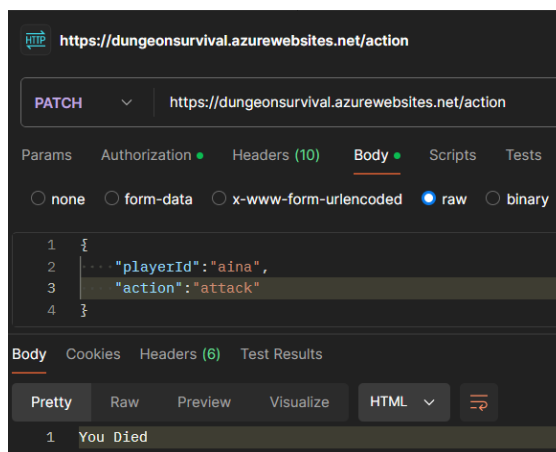 HTTP https://dungeonsurvival.azurewebsites.net/action
PATCH https://dungeonsurvival.azurewebsites.net/action
Params Authorization Headers (10) Body Scripts Tests
none form-data x-www-form-urlencoded raw binary
1 {
2 "playerId":"aina",
3 "action":"attack"
4 }
Body Cookies Headers (6) Test Results
Pretty Raw Preview Visualize HTML
1 You Died